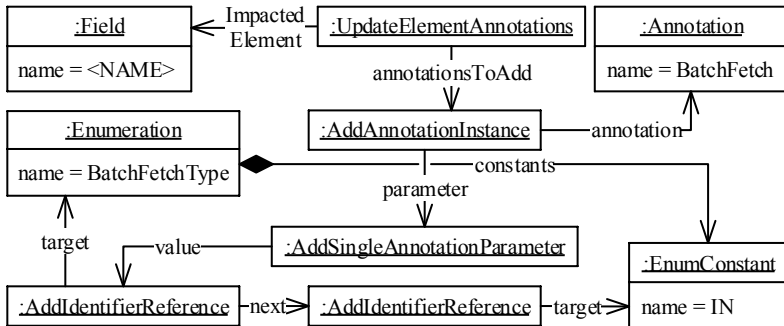 :Field
name = <NAME>
Impacted
Element
:UpdateElementAnnotations
:Annotation
name = BatchFetch
annotationsToAdd
:Enumeration
name = BatchFetchType
:AddAnnotationInstance
annotation
constants
parameter
target
value
:AddSingleAnnotationParameter
:EnumConstant
name = IN
:AddIdentifierReference
next
:AddIdentifierReference
target